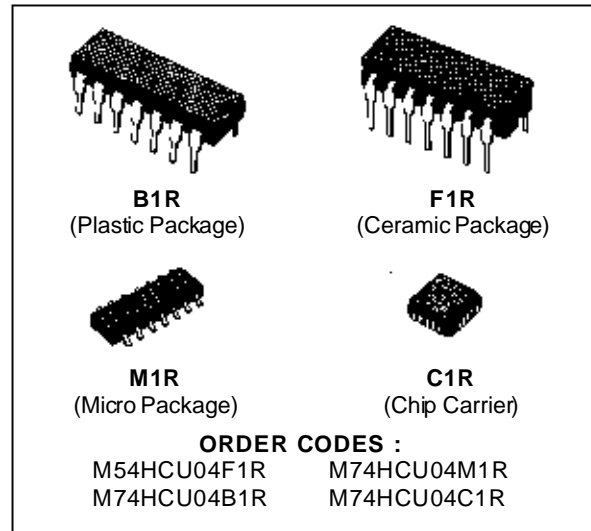 B1R
(Plastic Package)
F1R
(Ceramic Package)
M1R
(Micro Package)
C1R
(Chip Carrier)
ORDER CODES :
M54HCU04F1R M74HCU04M1R
M74HCU04B1R M74HCU04C1R